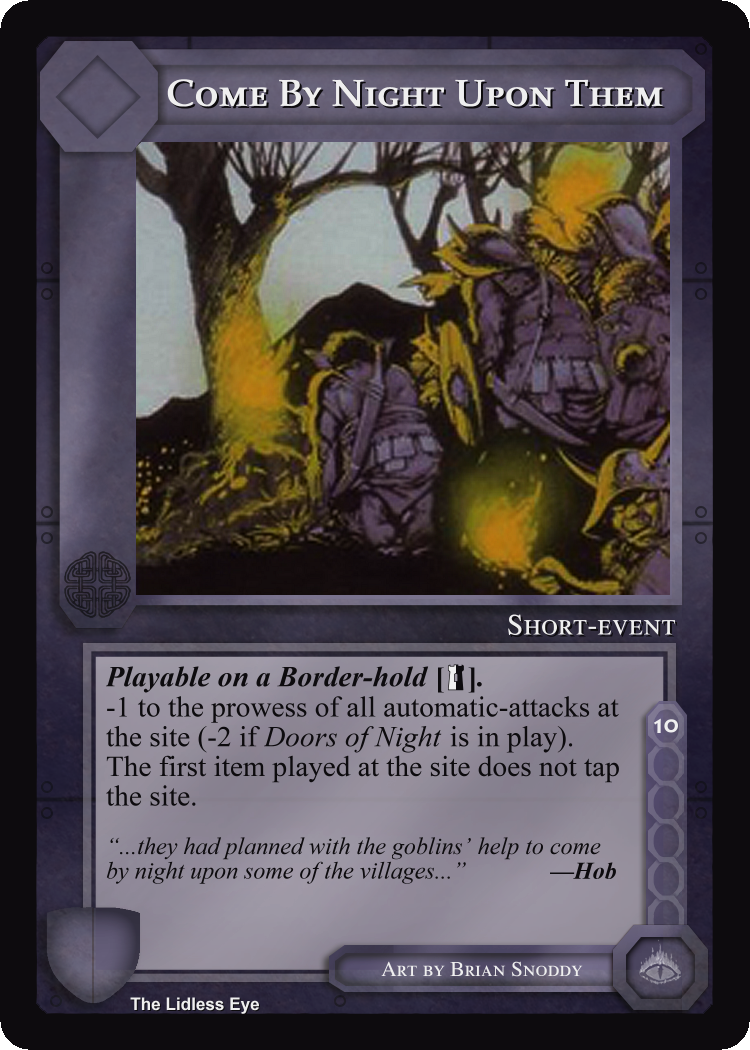 Come By Night Upon Them
Short-event
Playable on a Border-hold [].
-1 to the prowess of all automatic-attacks at
the site (-2 if Doors of Night is in play).
The first item played at the site does not tap
the site.
10
“...they had planned with the goblins’ help to come
by night upon some of the villages...” —Hob
Art by Brian Snoddy
The Lidless Eye